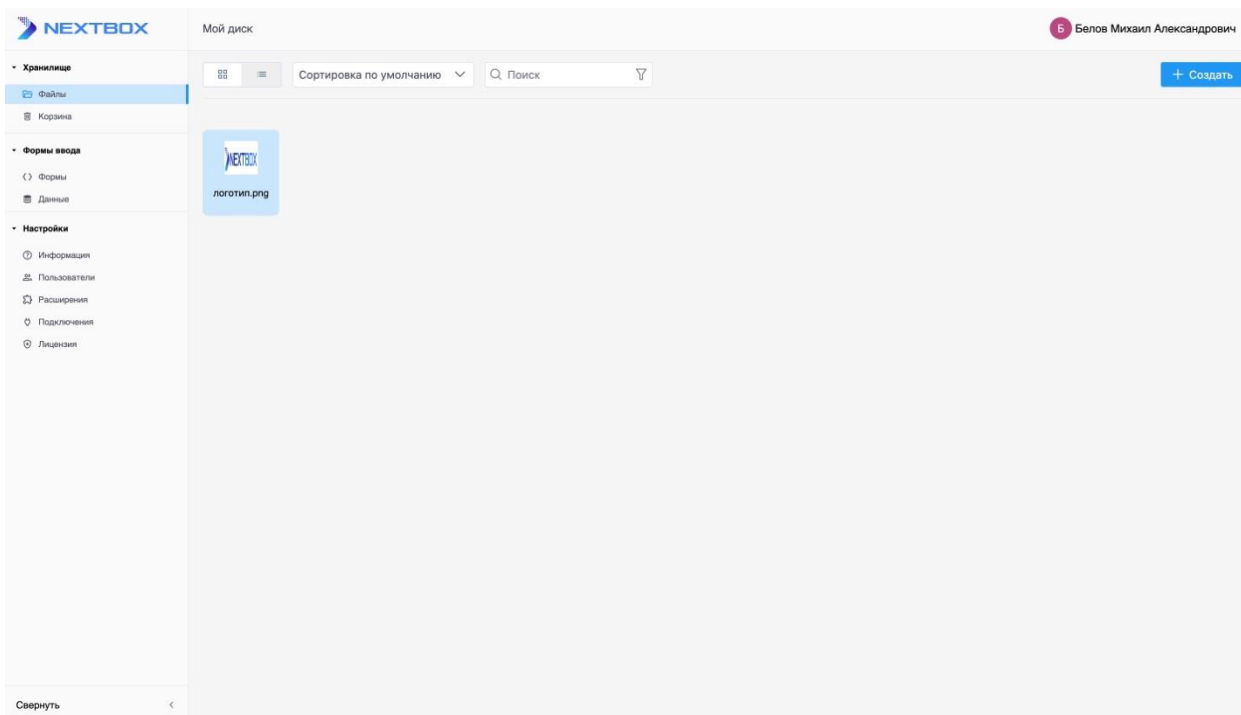 NEXTBOX
Мой диск
Б Белов Михаил Александрович
Хранилище
Файлы
Корзина
Формы ввода
Формы
Данные
Настройки
Информация
Пользователи
Расширения
Подключения
Лицензия
Свернуть
Сортировка по умолчанию
Поиск
+ Создать
NEXTBOX
логотип.png